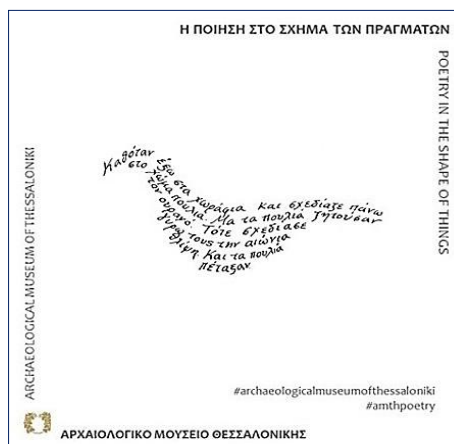 Η ΠΟΙΗΣΗ ΣΤΟ ΣΧΗΜΑ ΤΩΝ ΠΡΑΓΜΑΤΩΝ
POETRY IN THE SHAPE OF THINGS
Καθόταν έξω στα χωράφια και σχεδίαζε πάνω
στο χώμα πουλιά. Μα τα πουλιά ζητούσαν
τον ουρανό. Τότε σχεδίασε
γύρω τους την αιώνια
θλίψη. Και τα πουλιά
πέταξαν
ARCHAEOLOGICAL MUSEUM OF THESSALONIKI
#archaeologicalmuseumofthessaloniki
#amthpoetry
ΑΡΧΑΙΟΛΟΓΙΚΟ ΜΟΥΣΕΙΟ ΘΕΣΣΑΛΟΝΙΚΗΣ